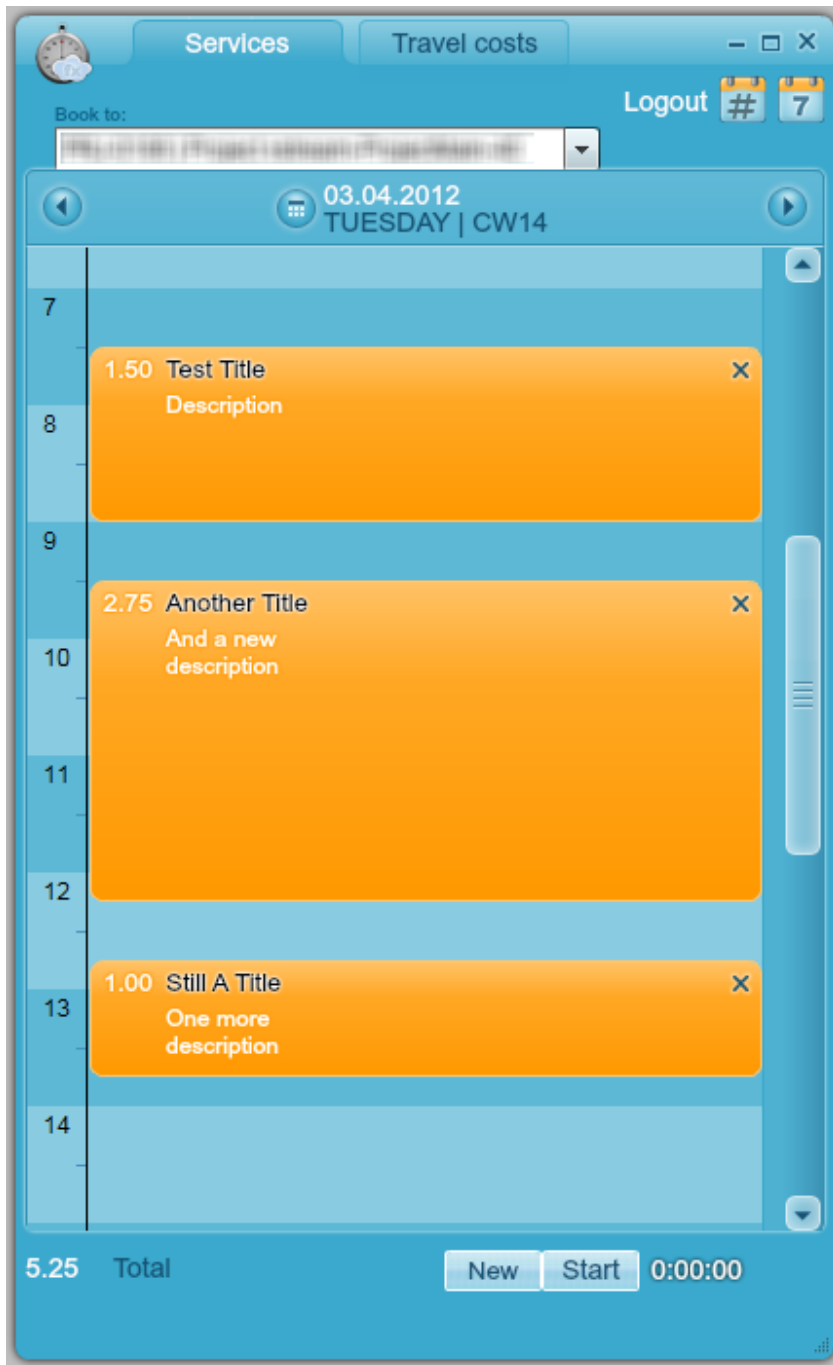 Services
Travel costs
fx
Logout
#
7
Book to:
03.04.2012
TUESDAY | CW14
7
1.50 Test Title
Description
8
9
2.75 Another Title
And a new
description
10
11
12
1.00 Still A Title
13
One more
description
14
5.25 Total
New
Start
0:00:00